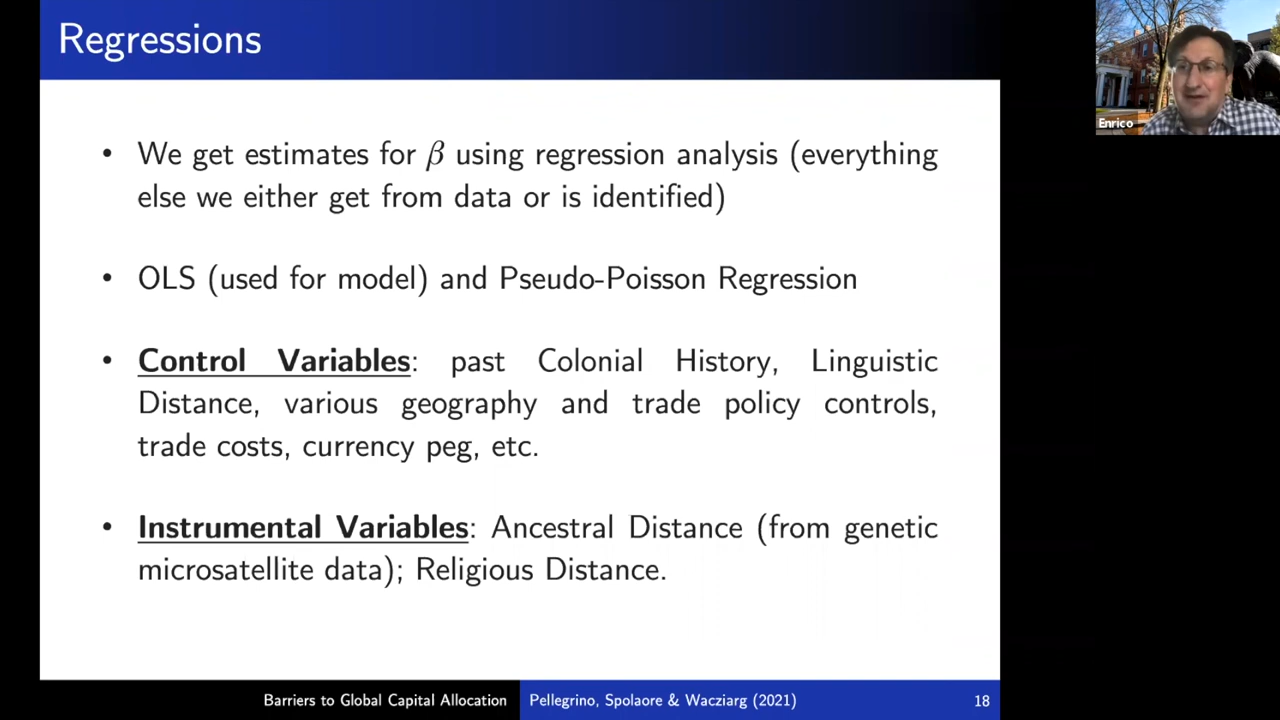 Regressions
• We get estimates for β using regression analysis (everything
else we either get from data or is identified)
• OLS (used for model) and Pseudo-Poisson Regression
• Control Variables: past Colonial History, Linguistic
Distance, various geography and trade policy controls,
trade costs, currency peg, etc.
• Instrumental Variables: Ancestral Distance (from genetic
microsatellite data); Religious Distance.
Barriers to Global Capital Allocation
Pellegrino, Spolaore & Wacziarg (2021)
18
Enrico